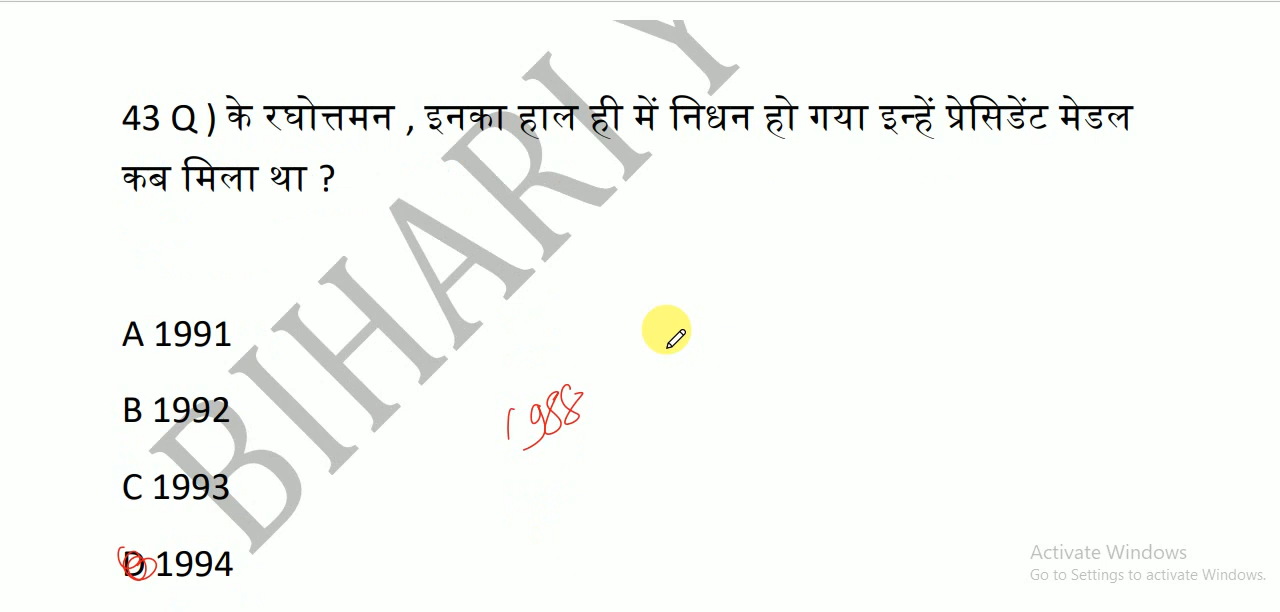 43 Q ) के रघोत्तमन , इनका हाल ही में निधन हो गया इन्हें प्रेसिडेंट मेडल
कब मिला था ?
BIHARI Y
A 1991
B 1992
1988
C 1993
D 1994
Activate Windows
Go to Settings to activate Windows.